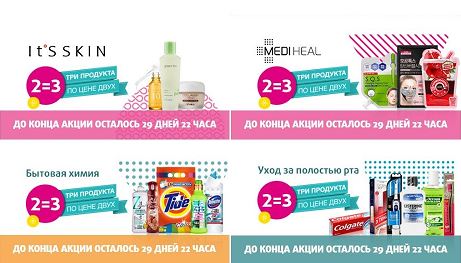 It'S SKIN
2=3
ТРИ ПРОДУКТА
ПО ЦЕНЕ ДВУХ
ДО КОНЦА АКЦИИ ОСТАЛОСЬ 29 ДНЕЙ 22 ЧАСА
MEDIHEAL
2=3
ТРИ ПРОДУКТА
ПО ЦЕНЕ ДВУХ
S.O.S
ДО КОНЦА АКЦИИ ОСТАЛОСЬ 29 ДНЕЙ 22 ЧАСА
Бытовая химия
2=3
ТРИ ПРОДУКТА
ПО ЦЕНЕ ДВУХ
Tide
ДО КОНЦА АКЦИИ ОСТАЛОСЬ 29 ДНЕЙ 22 ЧАСА
Уход за полостью рта
2=3
ТРИ ПРОДУКТА
ПО ЦЕНЕ ДВУХ
Colgate
LISTERINE
ДО КОНЦА АКЦИИ ОСТАЛОСЬ 29 ДНЕЙ 22 ЧАСА